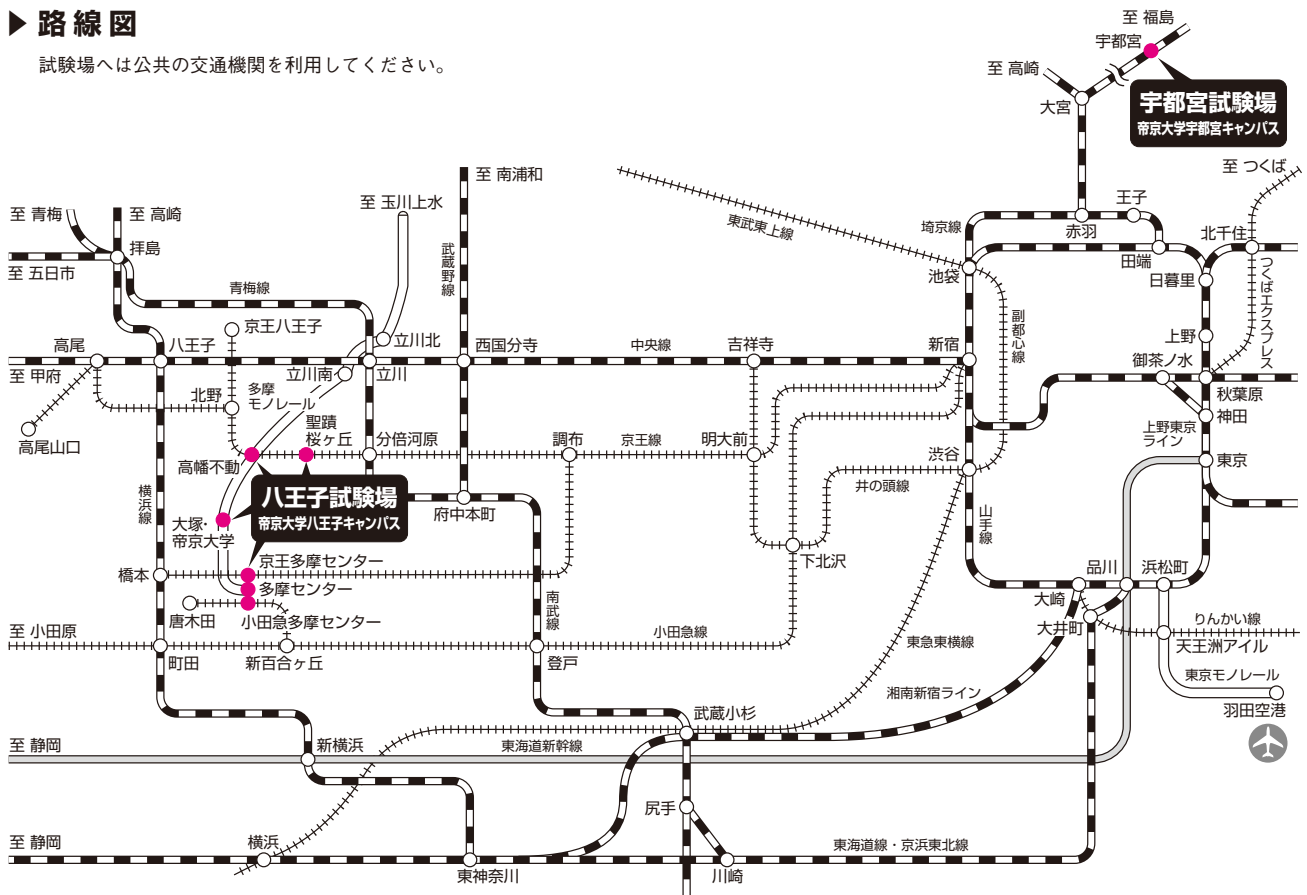 路線図
試験場へは公共の交通機関を利用してください。
至 福島
宇都宮
至 高崎
大宮
宇都宮試験場
帝京大学宇都宮キャンパス
至 つくば
至 南浦和
至 玉川上水
至 青梅
至 高崎
東武東上線
埼京線
王子
赤羽
北千住
拝島
至 五日市
武蔵野線
池袋
田端
日暮里
つくばエクスプレス
青梅線
京王八王子
立川北
副都心線
上野
高尾
八王子
西国分寺
中央線
吉祥寺
新宿
御茶ノ水
至 甲府
立川南
立川
秋葉原
北野
多摩
モノレール
聖蹟
桜ヶ丘
神田
高尾山口
分倍河原
調布
京王線
明大前
上野東京
ライン
高幡不動
渋谷
東京
井の頭線
横浜線
八王子試験場
帝京大学八王子キャンパス
府中本町
山手線
大塚・
帝京大学
京王多摩センター
下北沢
橋本
多摩センター
品川
浜松町
大崎
唐木田
小田急多摩センター
南武線
大井町
りんかい線
至 小田原
小田急線
東急東横線
天王洲アイル
町田
新百合ヶ丘
登戸
東京モノレール
湘南新宿ライン
羽田空港
武蔵小杉
至 静岡
新横浜
東海道新幹線
尻手
至 静岡
横浜
東海道線・京浜東北線
東神奈川
川崎